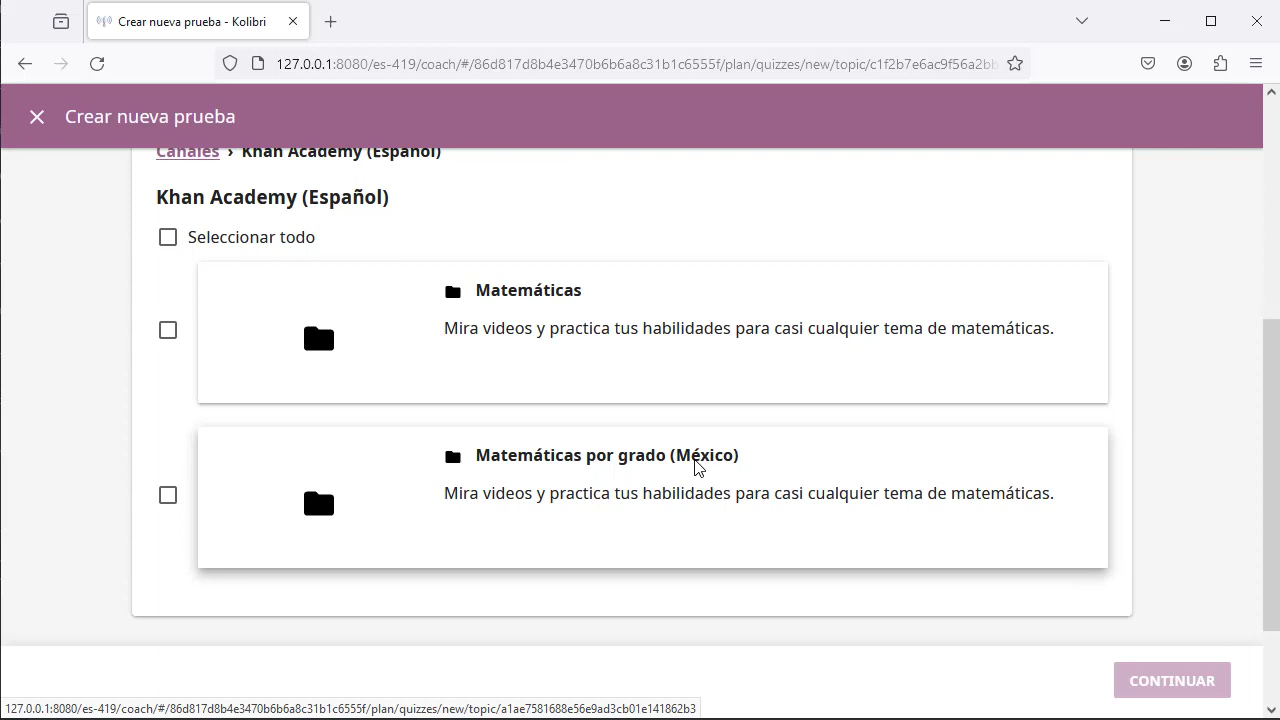 Crear nueva prueba - Kolibri
127.0.0.1:8080/es-419/coach/#/86d817d8b4e3470b6b6a8c31b1c6555f/plan/quizzes/new/topic/c1f2b7e6ac9f56a2bb
Crear nueva prueba
Canales › Khan Academy (Español)
Khan Academy (Español)
Seleccionar todo
Matemáticas
Mira videos y practica tus habilidades para casi cualquier tema de matemáticas.
Matemáticas por grado (México)
Mira videos y practica tus habilidades para casi cualquier tema de matemáticas.
CONTINUAR
127.0.0.1:8080/es-419/coach/#/86d817d8b4e3470b6b6a8c31b1c6555f/plan/quizzes/new/topic/a1ae7581688e56e9ad3cb01e141862b3